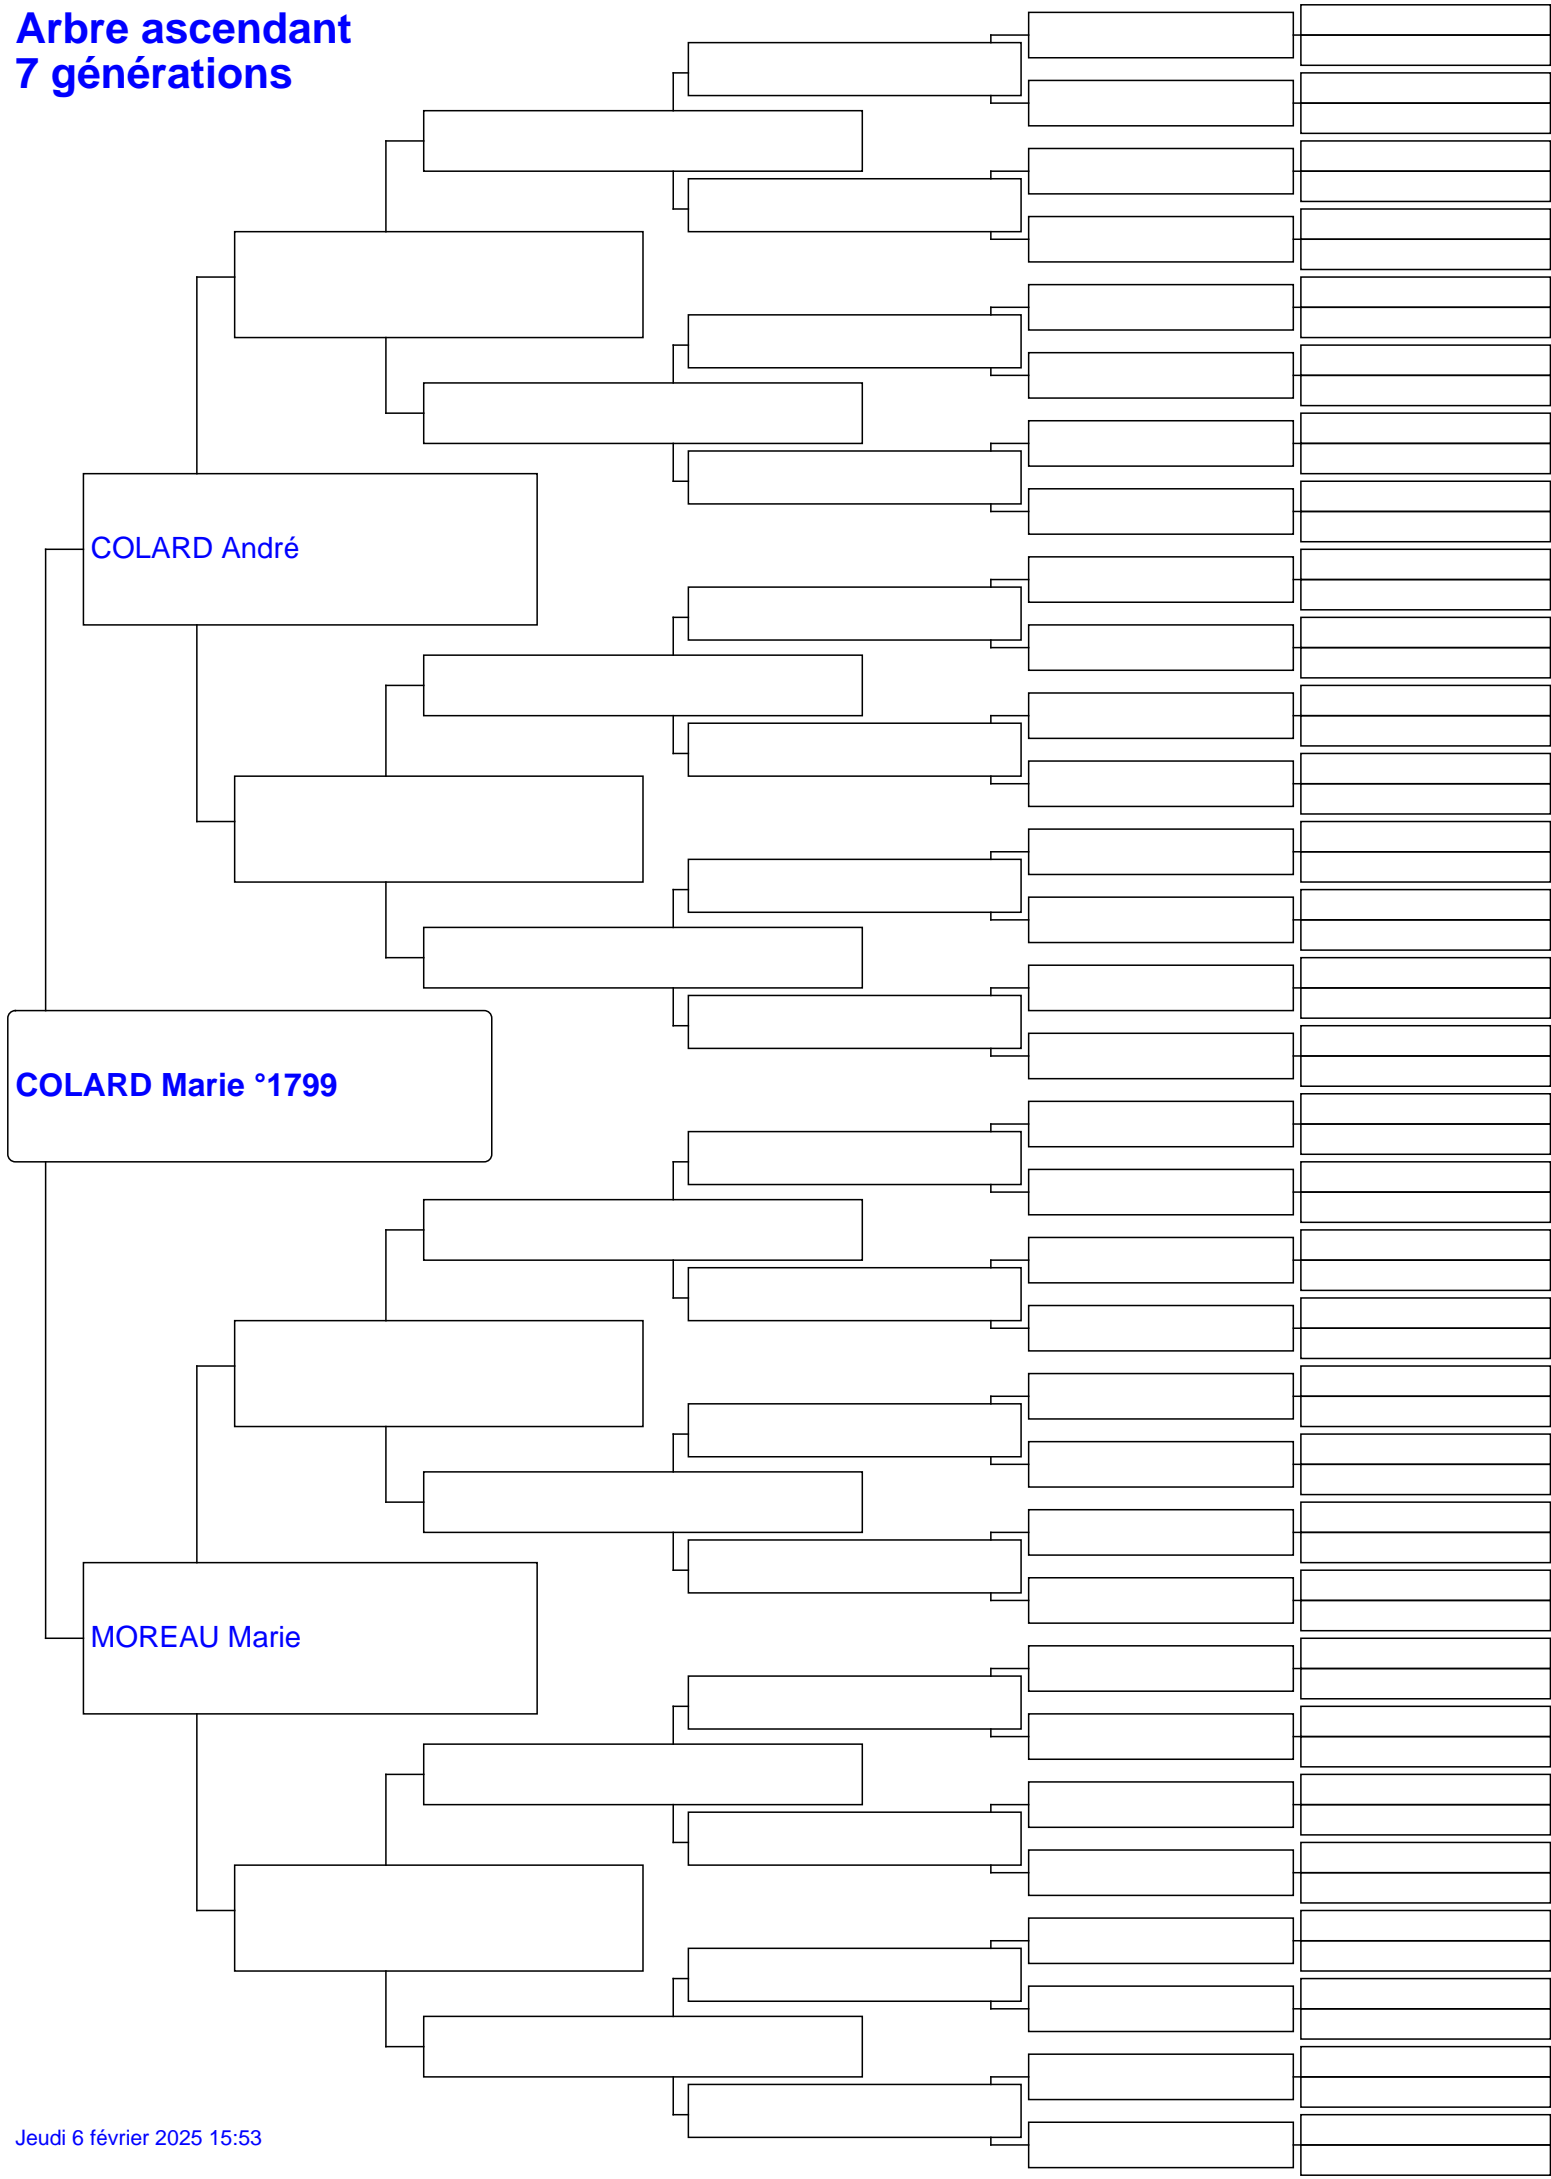 Arbre ascendant
7 générations
COLARD André
COLARD Marie °1799
MOREAU Marie
Jeudi 6 février 2025 15:53